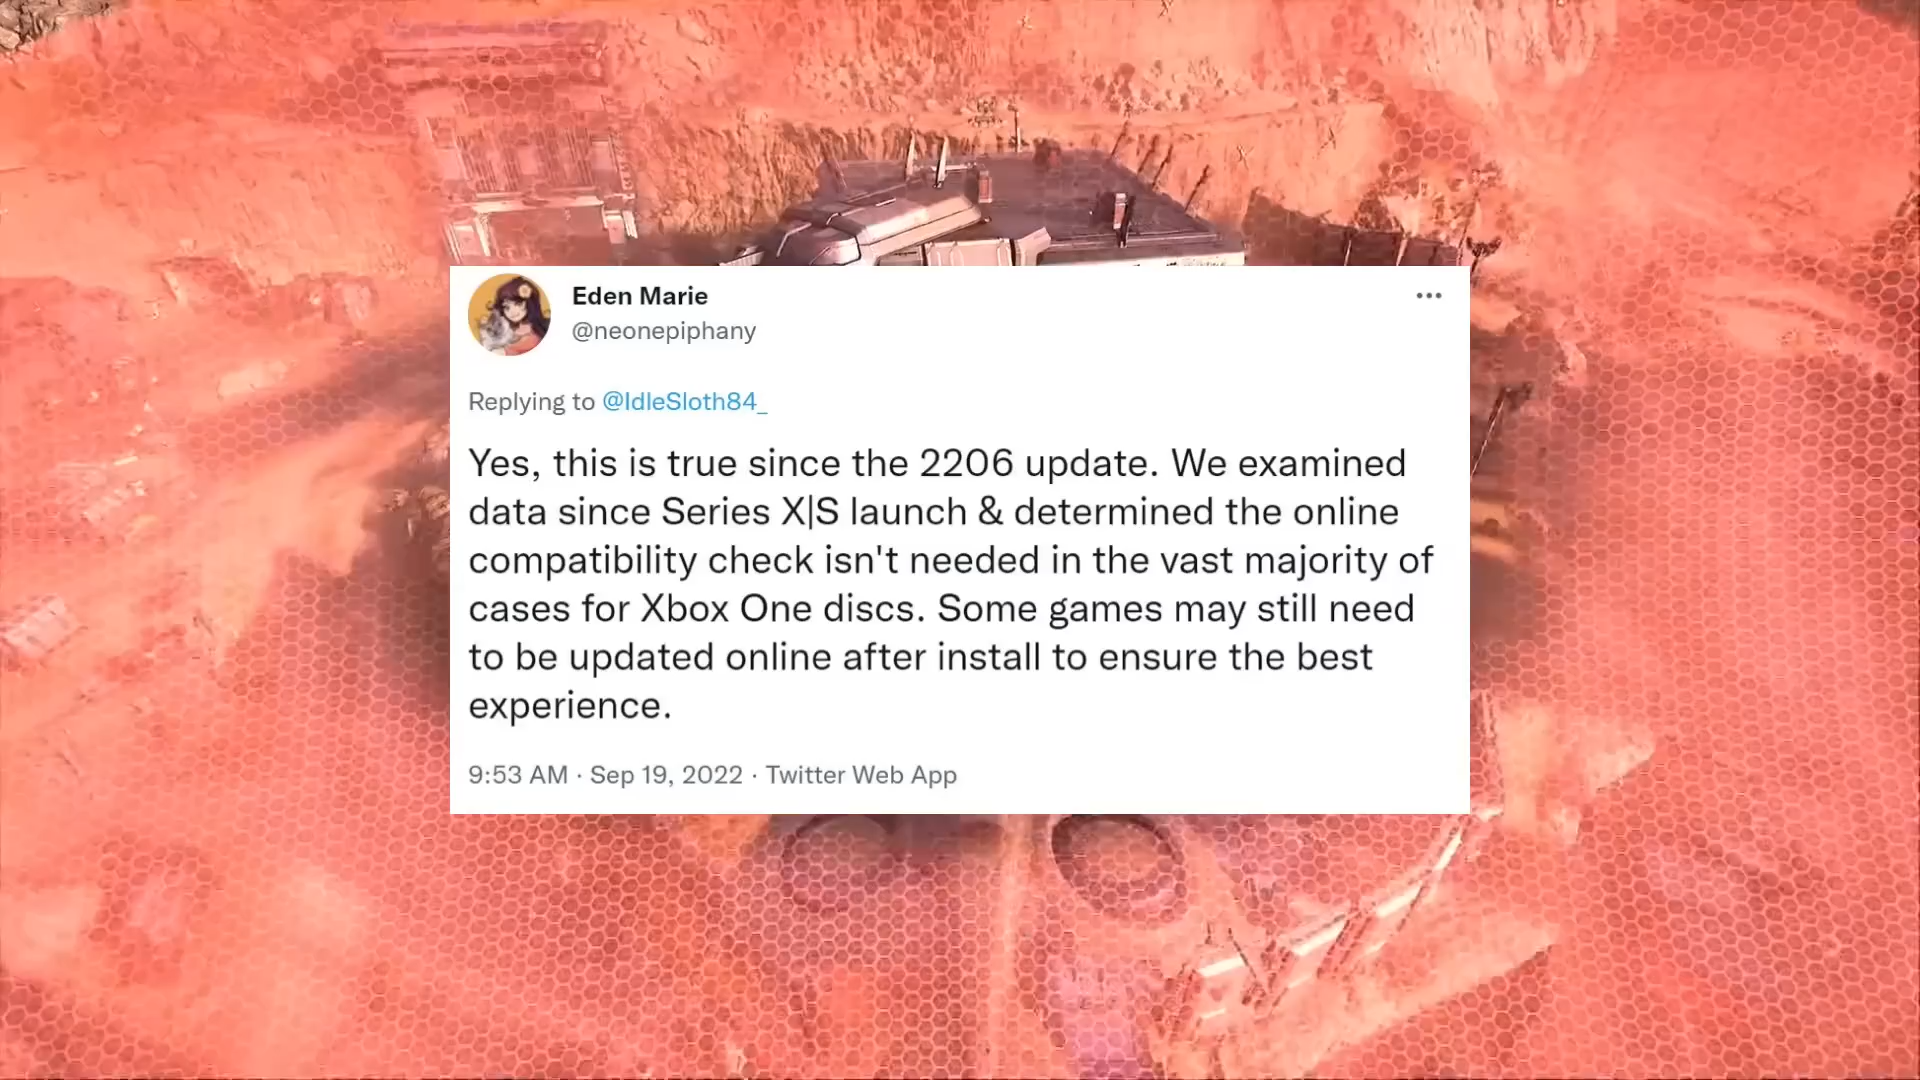 Eden Marie
@neonepiphany
Replying to @IdleSloth84_
Yes, this is true since the 2206 update. We examined
data since Series X|S launch & determined the online
compatibility check isn't needed in the vast majority of
cases for Xbox One discs. Some games may still need
to be updated online after install to ensure the best
experience.
9:53 AM · Sep 19, 2022 · Twitter Web App